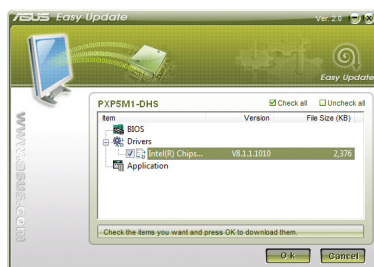 ASUS Easy Update Ver. 2.0
Easy Update
PXP5M1-DHS Check all Uncheck all
Item Version File Size (KB)
BIOS
Drivers
Intel(R) Chips... V8.1.1.1010 2,376
Application
Check the items you want and press OK to download them.
Ok Cancel
www.asus.com